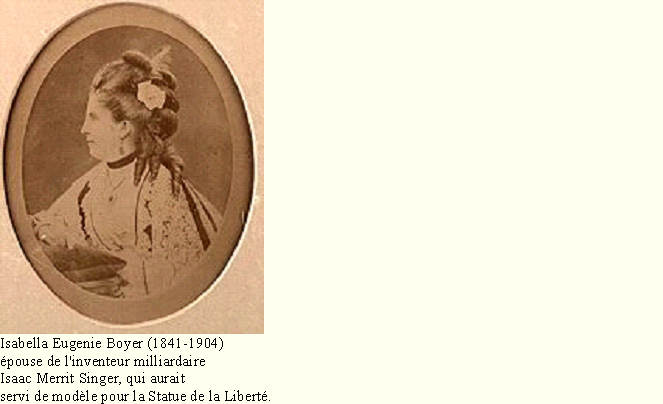 Isabella Eugenie Boyer (1841-1904)
épouse de l'inventeur milliardaire
Isaac Merrit Singer, qui aurait
servi de modèle pour la Statue de la Liberté.